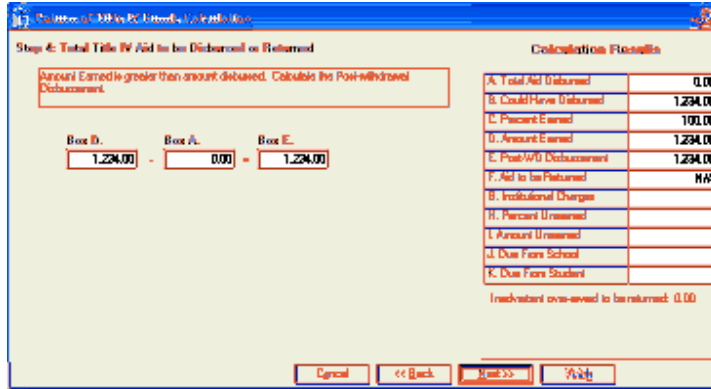 Step 4: Total Title IV Aid to be Disbursed or Returned
Calculation Results
Amount Earned is greater than amount disbursed. Calculate the Post-withdrawal
Disbursement.
Box D. Box A. Box E.
1,234.00 - 0.00 = 1,234.00
A. Total Aid Disbursed 0.00
B. Could Have Disbursed 1,234.00
C. Percent Earned 100.00
D. Amount Earned 1,234.00
E. Post-WD Disbursement 1,234.00
F. Aid to be Returned
G. Institutional Charges
H. Percent Unearned
I. Amount Unearned
J. Due From School
K. Due From Student
Inadvertent over-award to be returned: 0.00
Cancel << Back Next >>